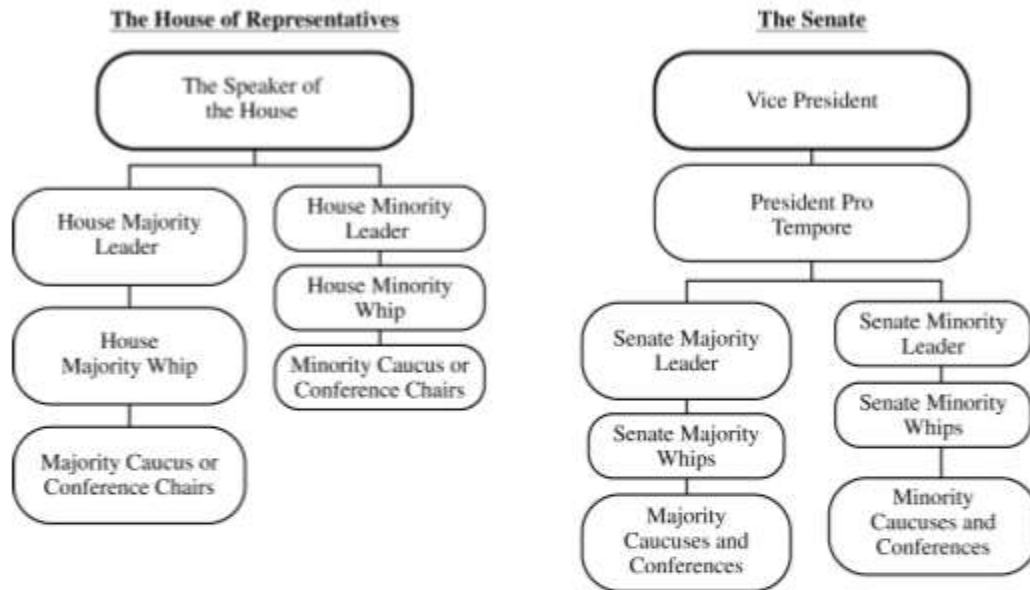 The House of Representatives
The Speaker of
the House
House Majority
Leader
House Minority
Leader
House
Majority Whip
House Minority
Whip
Majority Caucus or
Conference Chairs
Minority Caucus or
Conference Chairs
The Senate
Vice President
President Pro
Tempore
Senate Majority
Leader
Senate Minority
Leader
Senate Majority
Whips
Senate Minority
Whips
Majority
Caucuses and
Conferences
Minority
Caucuses and
Conferences